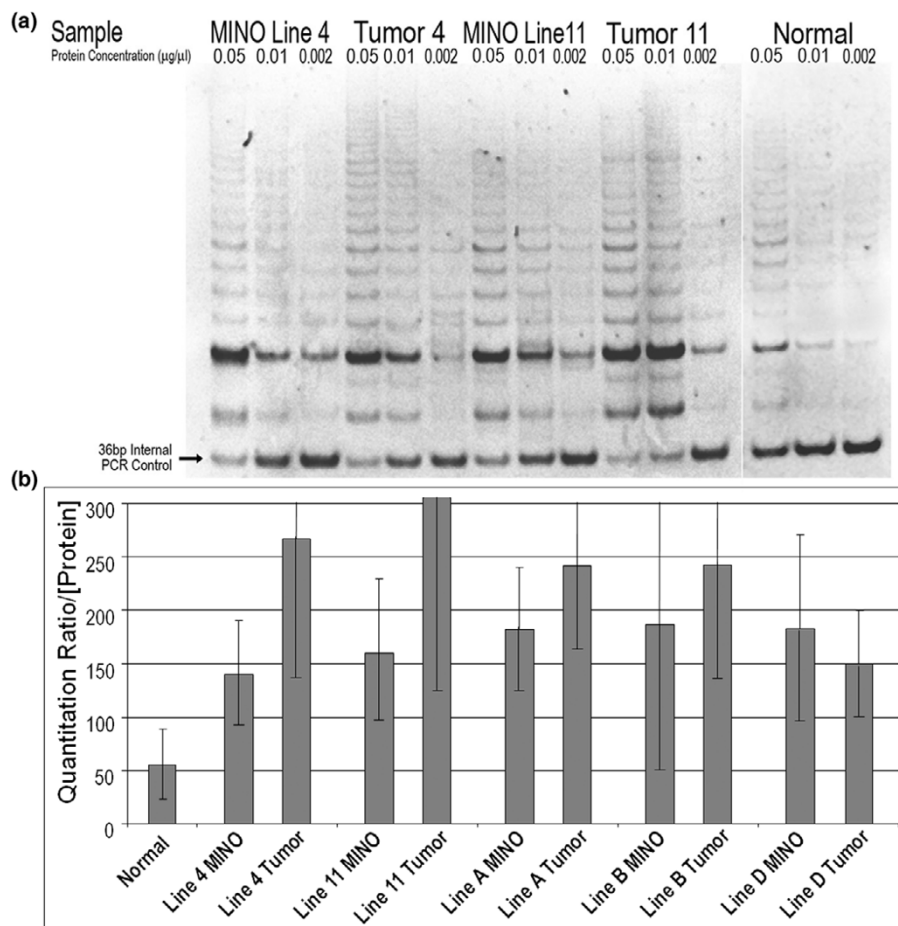 (a) Sample MINO Line 4 Tumor 4 MINO Line11 Tumor 11 Normal
Protein Concentration (µg/µl) 0.05 0.01 0.002 0.05 0.01 0.002 0.05 0.01 0.002 0.05 0.01 0.002 0.05 0.01 0.002
36bp Internal
PCR Control
(b)
Quantitation Ratio/[Protein]
300
250
200
150
100
50
0
Normal
Line 4 MINO
Line 4 Tumor
Line 11 MINO
Line 11 Tumor
Line A MINO
Line A Tumor
Line B MINO
Line B Tumor
Line D MINO
Line D Tumor